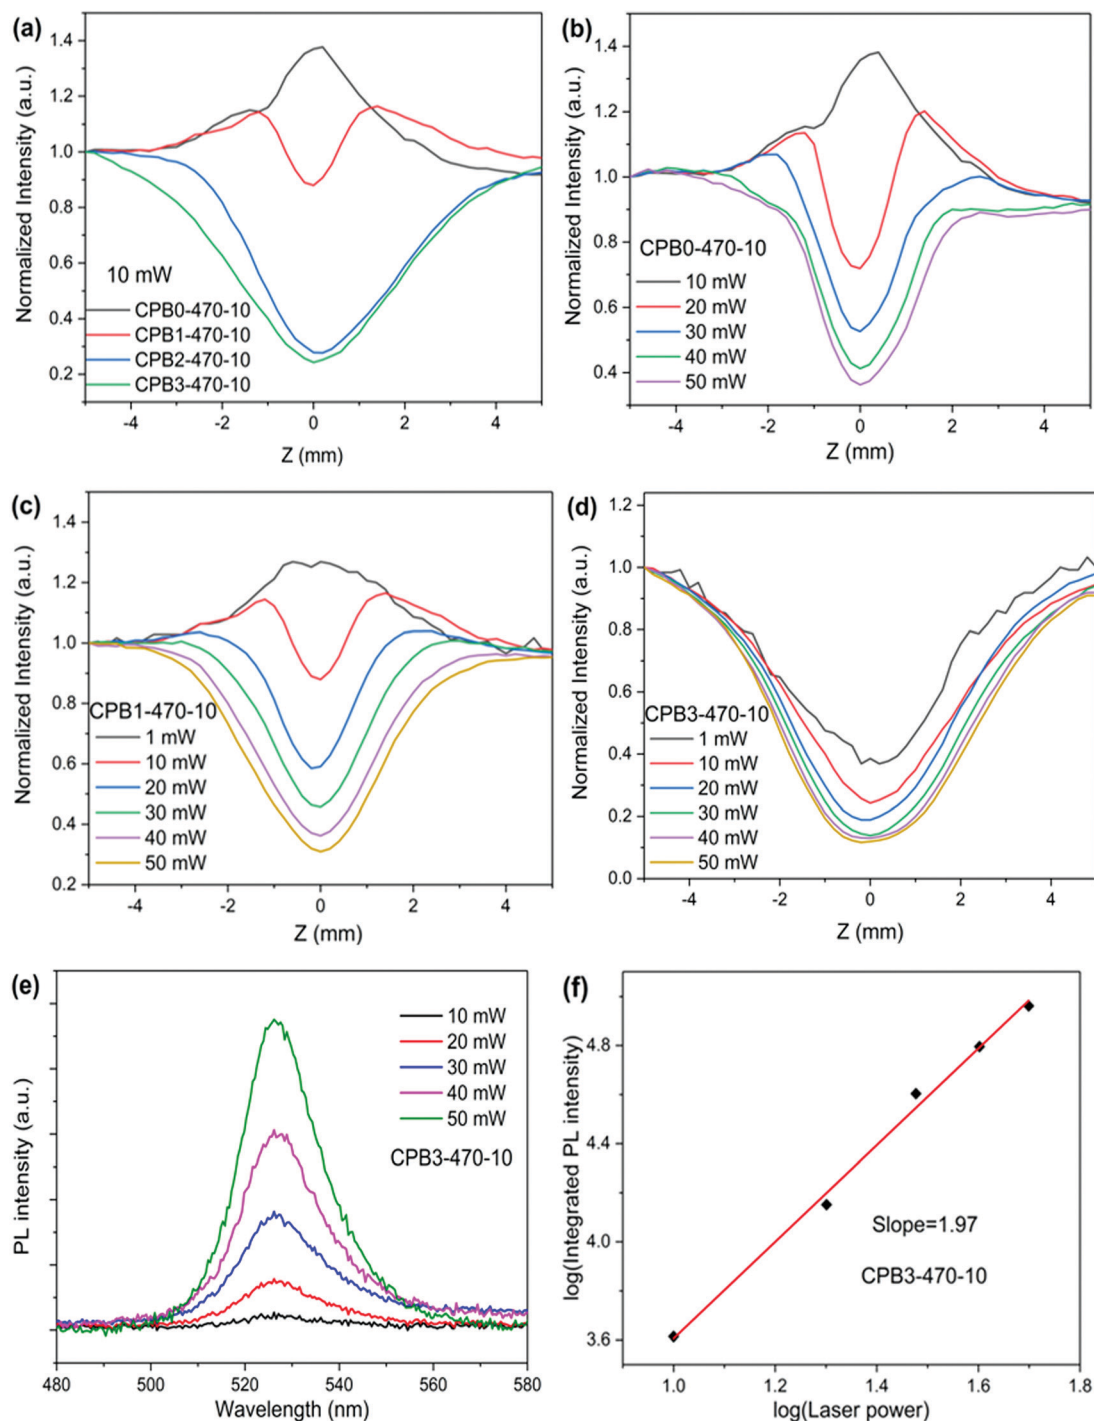 (a)
Normalized Intensity (a.u.)
1.4
1.2
1.0
0.8
0.6
0.4
0.2
10 mW
CPB0-470-10
CPB1-470-10
CPB2-470-10
CPB3-470-10
-4
-2
0
2
4
Z (mm)
(b)
Normalized Intensity (a.u.)
1.4
1.2
1.0
0.8
0.6
0.4
CPB0-470-10
10 mW
20 mW
30 mW
40 mW
50 mW
-4
-2
0
2
4
Z (mm)
(c)
Normalized Intensity (a.u.)
1.4
1.2
1.0
0.8
0.6
0.4
0.2
CPB1-470-10
1 mW
10 mW
20 mW
30 mW
40 mW
50 mW
-4
-2
0
2
4
Z (mm)
(d)
Normalized Intensity (a.u.)
1.2
1.0
0.8
0.6
0.4
0.2
0.0
CPB3-470-10
1 mW
10 mW
20 mW
30 mW
40 mW
50 mW
-4
-2
0
2
4
Z (mm)
(e)
PL intensity (a.u.)
10 mW
20 mW
30 mW
40 mW
50 mW
CPB3-470-10
480
500
520
540
560
580
Wavelength (nm)
(f)
log(Integrated PL intensity)
4.8
4.4
4.0
3.6
Slope=1.97
CPB3-470-10
1.0
1.2
1.4
1.6
1.8
log(Laser power)